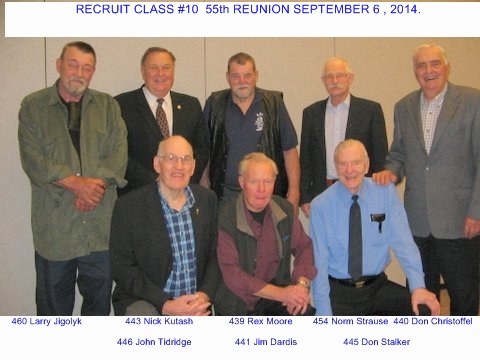 RECRUIT CLASS #10 55th REUNION SEPTEMBER 6 , 2014.
460 Larry Jigolyk 443 Nick Kutash 439 Rex Moore 454 Norm Strause 440 Don Christoffel
446 John Tidridge 441 Jim Dardis 445 Don Stalker